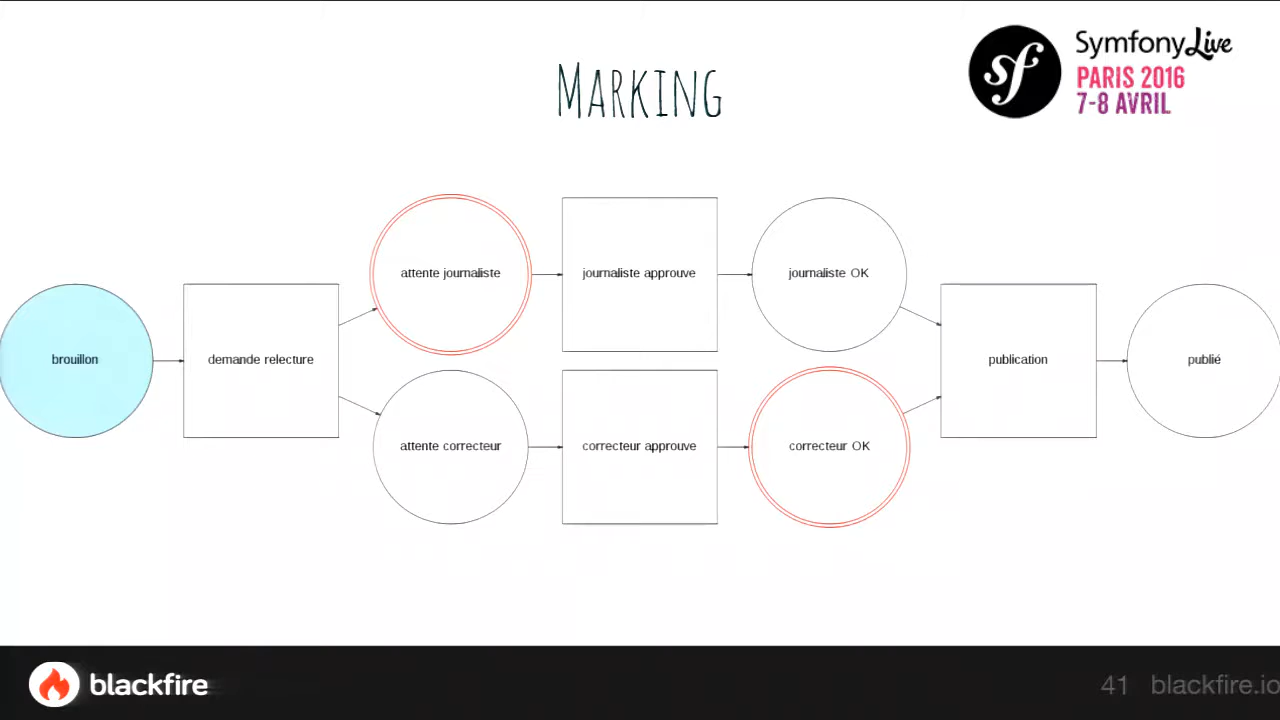 MARKING
SymfonyLive
PARIS 2016
7-8 AVRIL
attente journaliste
journaliste approuve
journaliste OK
brouillon
demande relecture
publication
publié
attente correcteur
correcteur approuve
correcteur OK
blackfire
41 blackfire.io